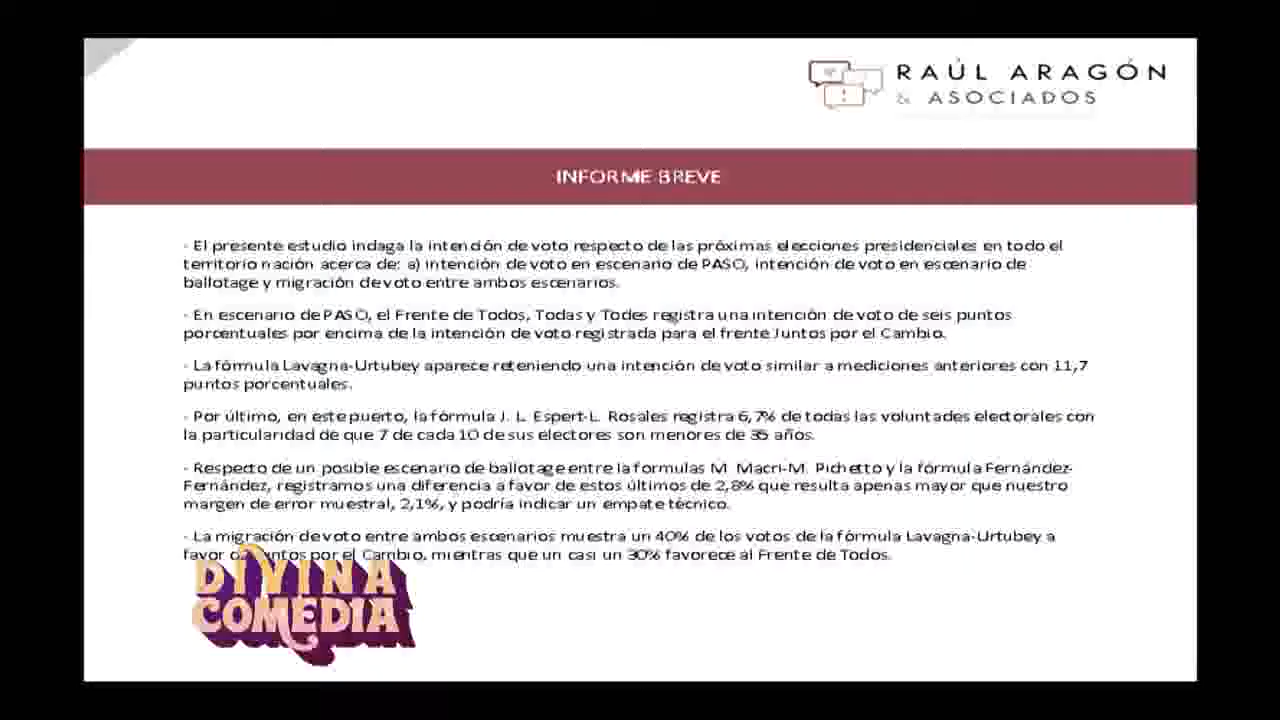 RAÚL ARAGÓN
& ASOCIADOS
INFORME BREVE
- El presente estudio indaga la intención de voto respecto de las próximas elecciones presidenciales en todo el
territorio nación acerca de: a) intención de voto en escenario de PASO, intención de voto en escenario de
ballotage y migración de voto entre ambos escenarios.
- En escenario de PASO, el Frente de Todos, Todas y Todes registra una intención de voto de seis puntos
porcentuales por encima de la intención de voto registrada para el frente Juntos por el Cambio.
- La fórmula Lavagna-Urtubey aparece reteniendo una intención de voto similar a mediciones anteriores con 11,7
puntos porcentuales.
- Por último, en este puerto, la fórmula J. L. Espert-L. Rosales registra 6,7% de todas las voluntades electorales con
la particularidad de que 7 de cada 10 de sus electores son menores de 35 años.
- Respecto de un posible escenario de ballotage entre la formulas M. Macri-M. Pichetto y la fórmula Fernández-
Fernández, registramos una diferencia a favor de estos últimos de 2,8% que resulta apenas mayor que nuestro
margen de error muestral, 2,1%, y podría indicar un empate técnico.
- La migración de voto entre ambos escenarios muestra un 40% de los votos de la fórmula Lavagna-Urtubey a
favor por el Cambio, mientras que un casi un 30% favorece al Frente de Todos.
DIVINA
COMEDIA